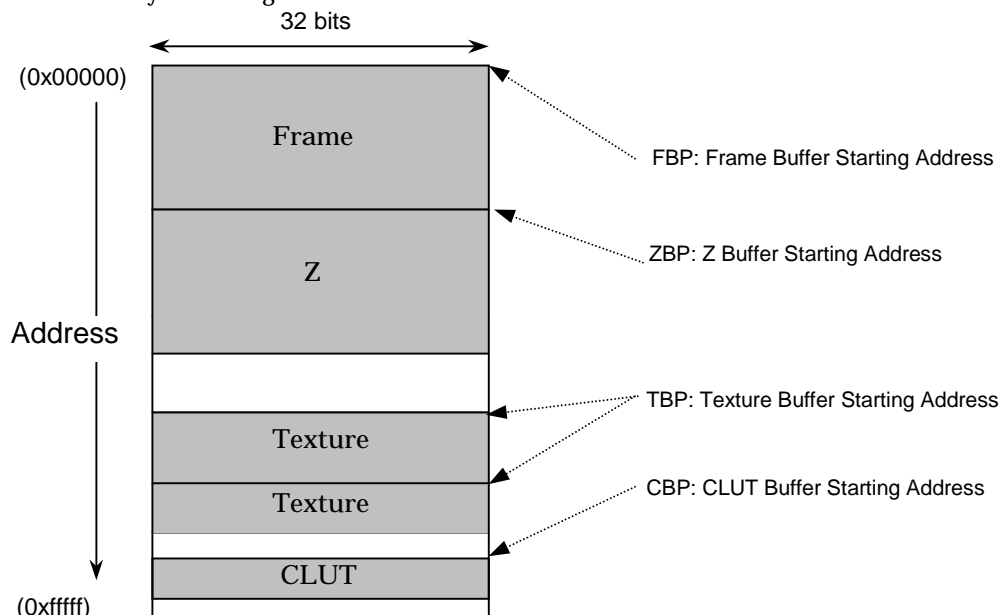 32 bits
(0x00000)
Frame
FBP: Frame Buffer Starting Address
ZBP: Z Buffer Starting Address
Z
Address
TBP: Texture Buffer Starting Address
Texture
CBP: CLUT Buffer Starting Address
Texture
CLUT
(0xfffff)